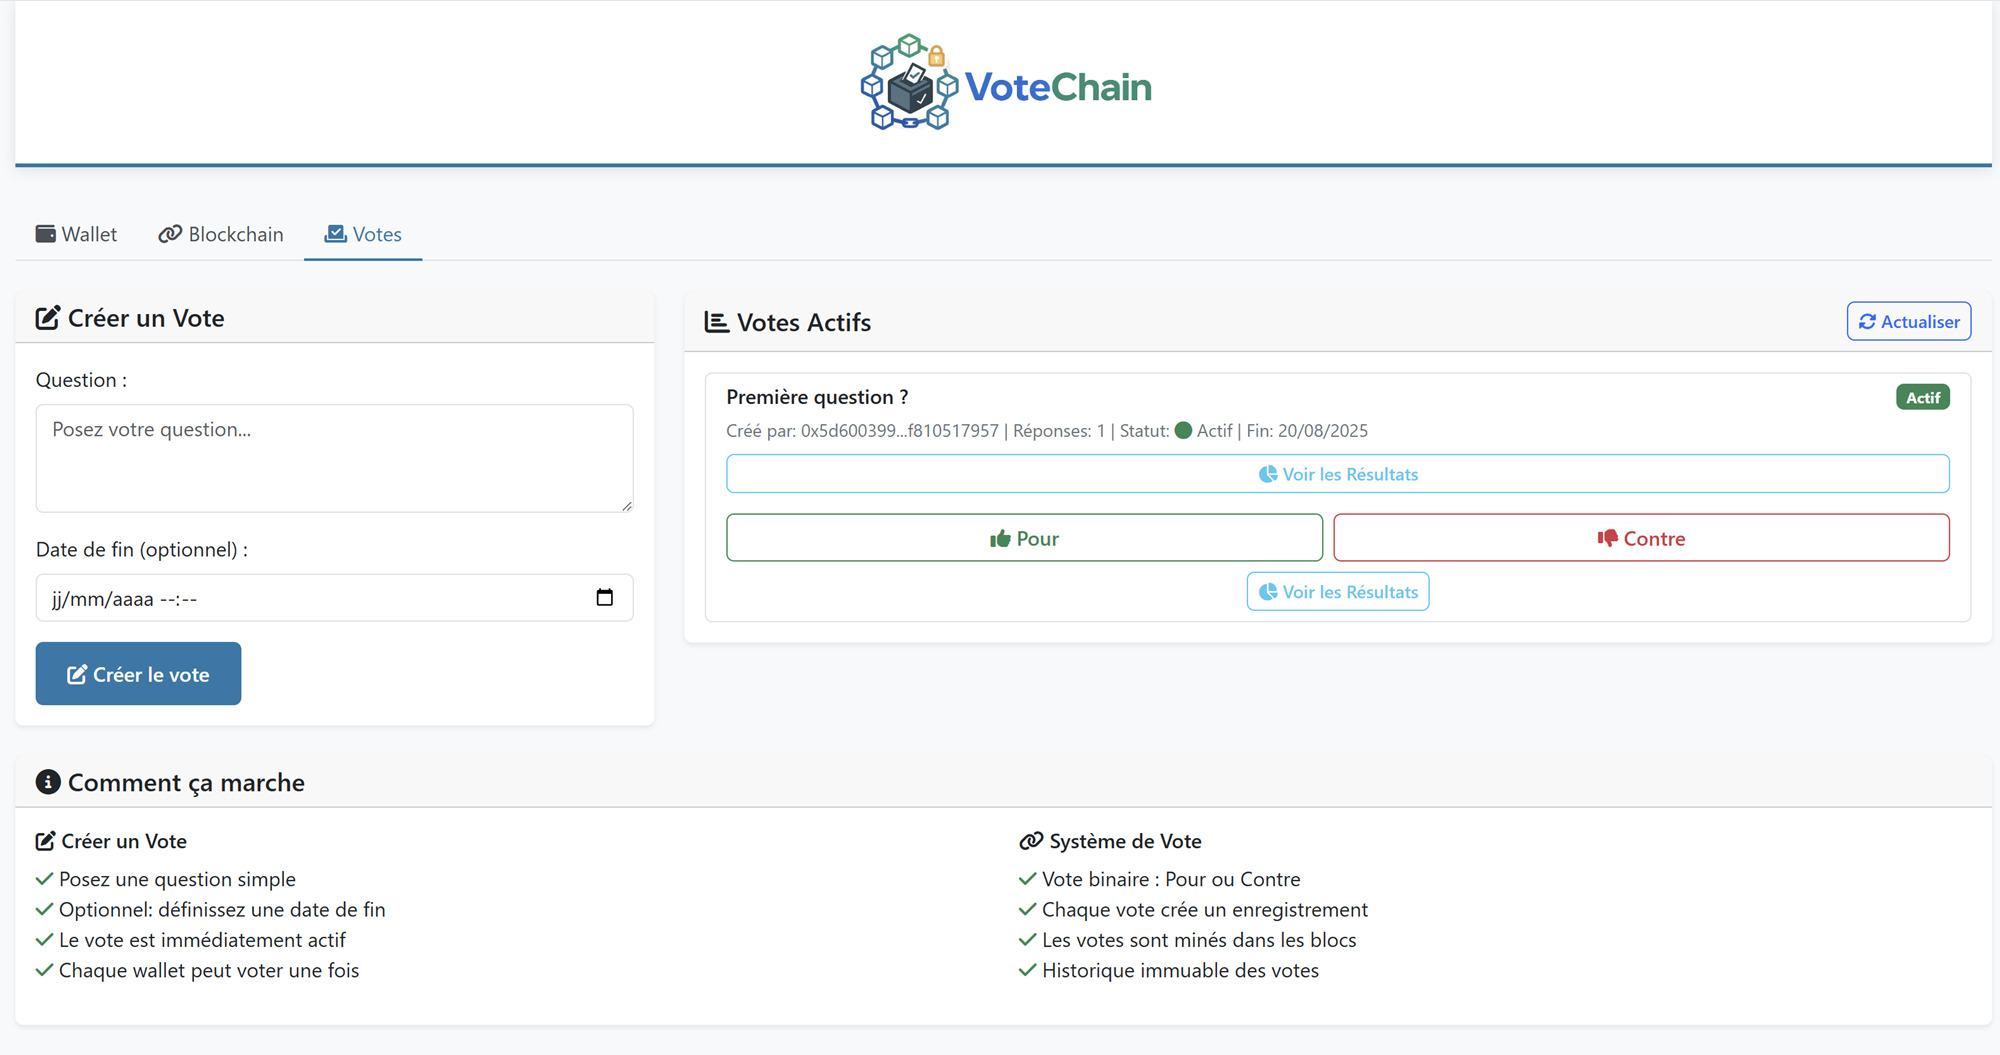 VoteChain
Wallet
Blockchain
Votes
Créer un Vote
Question :
Posez votre question...
Date de fin (optionnel) :
jj/mm/aaaa --:--
Créer le vote
Votes Actifs
Actualiser
Première question ?
Actif
Créé par: 0x5d600399...f810517957 | Réponses: 1 | Statut: Actif | Fin: 20/08/2025
Voir les Résultats
Pour
Contre
Voir les Résultats
Comment ça marche
Créer un Vote
Posez une question simple
Optionnel: définissez une date de fin
Le vote est immédiatement actif
Chaque wallet peut voter une fois
Système de Vote
Vote binaire : Pour ou Contre
Chaque vote crée un enregistrement
Les votes sont minés dans les blocs
Historique immuable des votes